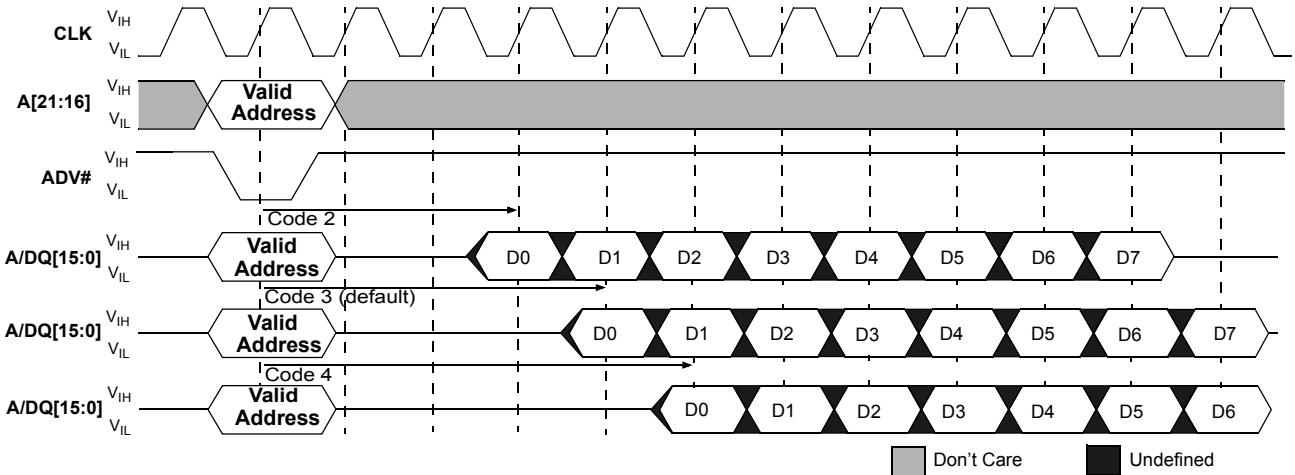 CLK VIH
VIL
A[21:16] VIH
VIL
Valid
Address
ADV# VIH
VIL
Code 2
A/DQ[15:0] VIH
VIL
Valid
Address
D0 D1 D2 D3 D4 D5 D6 D7
Code 3 (default)
A/DQ[15:0] VIH
VIL
Valid
Address
D0 D1 D2 D3 D4 D5 D6 D7
Code 4
A/DQ[15:0] VIH
VIL
Valid
Address
D0 D1 D2 D3 D4 D5 D6
Don't Care Undefined